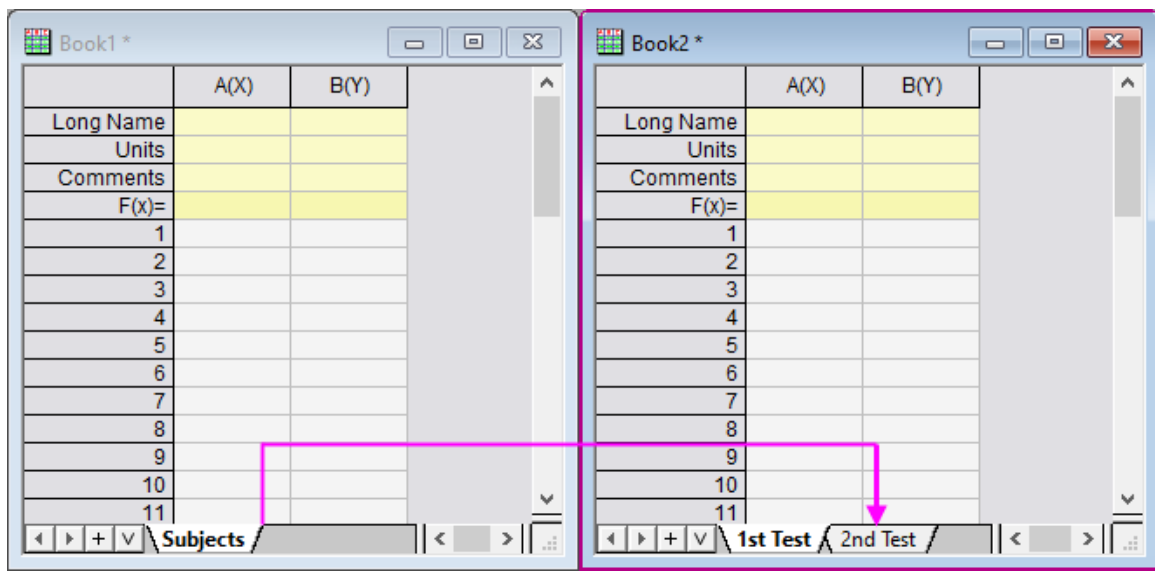 Book1 *
A(X) B(Y)
Long Name
Units
Comments
F(x)=
1
2
3
4
5
6
7
8
9
10
11
Subjects
Book2 *
A(X) B(Y)
Long Name
Units
Comments
F(x)=
1
2
3
4
5
6
7
8
9
10
11
1st Test 2nd Test